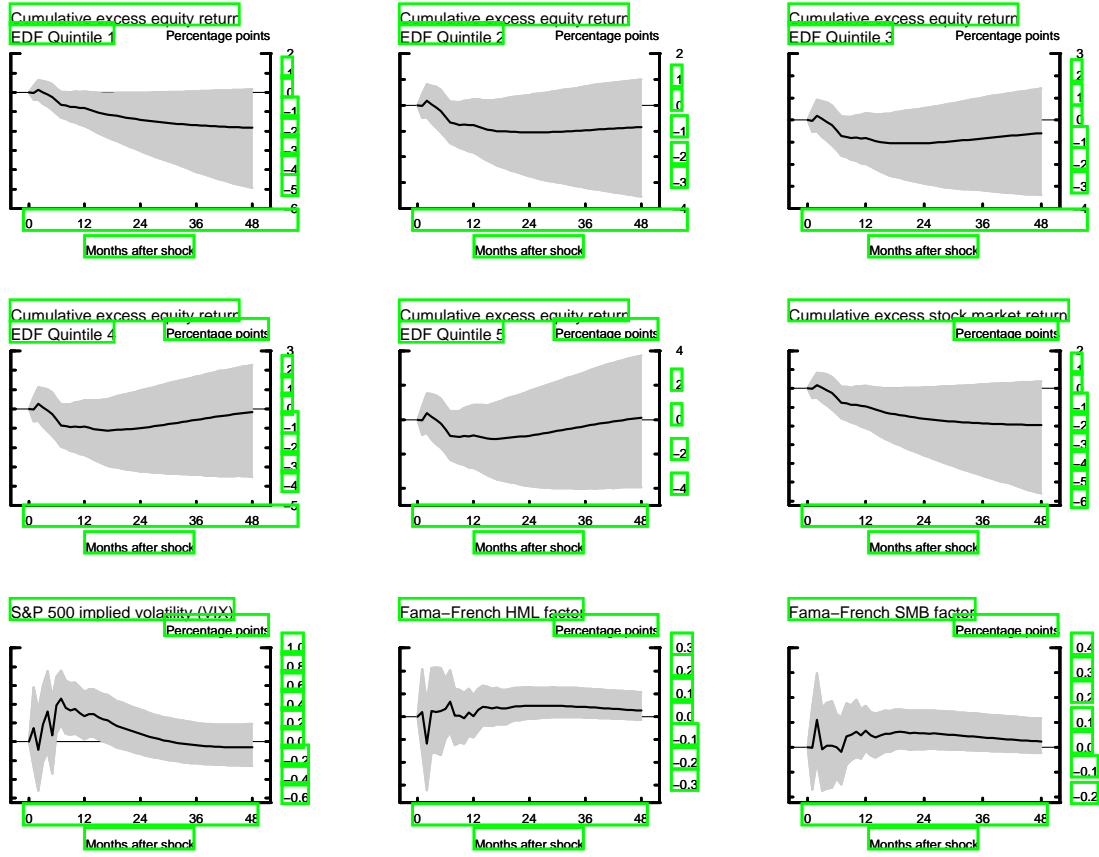 Cumulative excess equity return
EDF Quintile 1
Percentage points
2
1
0
−1
−2
−3
−4
−5
−6
0 12 24 36 48
Months after shock
Cumulative excess equity return
EDF Quintile 2
Percentage points
2
1
0
−1
−2
−3
−4
0 12 24 36 48
Months after shock
Cumulative excess equity return
EDF Quintile 3
Percentage points
3
2
1
0
−1
−2
−3
−4
0 12 24 36 48
Months after shock
Cumulative excess equity return
EDF Quintile 4
Percentage points
3
2
1
0
−1
−2
−3
−4
−5
0 12 24 36 48
Months after shock
Cumulative excess equity return
EDF Quintile 5
Percentage points
4
2
0
−2
−4
0 12 24 36 48
Months after shock
Cumulative excess stock market return
Percentage points
2
1
0
−1
−2
−3
−4
−5
−6
0 12 24 36 48
Months after shock
S&P 500 implied volatility (VIX)
Percentage points
1.0
0.8
0.6
0.4
0.2
0.0
−0.2
−0.4
−0.6
0 12 24 36 48
Months after shock
Fama−French HML factor
Percentage points
0.3
0.2
0.1
0.0
−0.1
−0.2
−0.3
0 12 24 36 48
Months after shock
Fama−French SMB factor
Percentage points
0.4
0.3
0.2
0.1
0.0
−0.1
−0.2
0 12 24 36 48
Months after shock